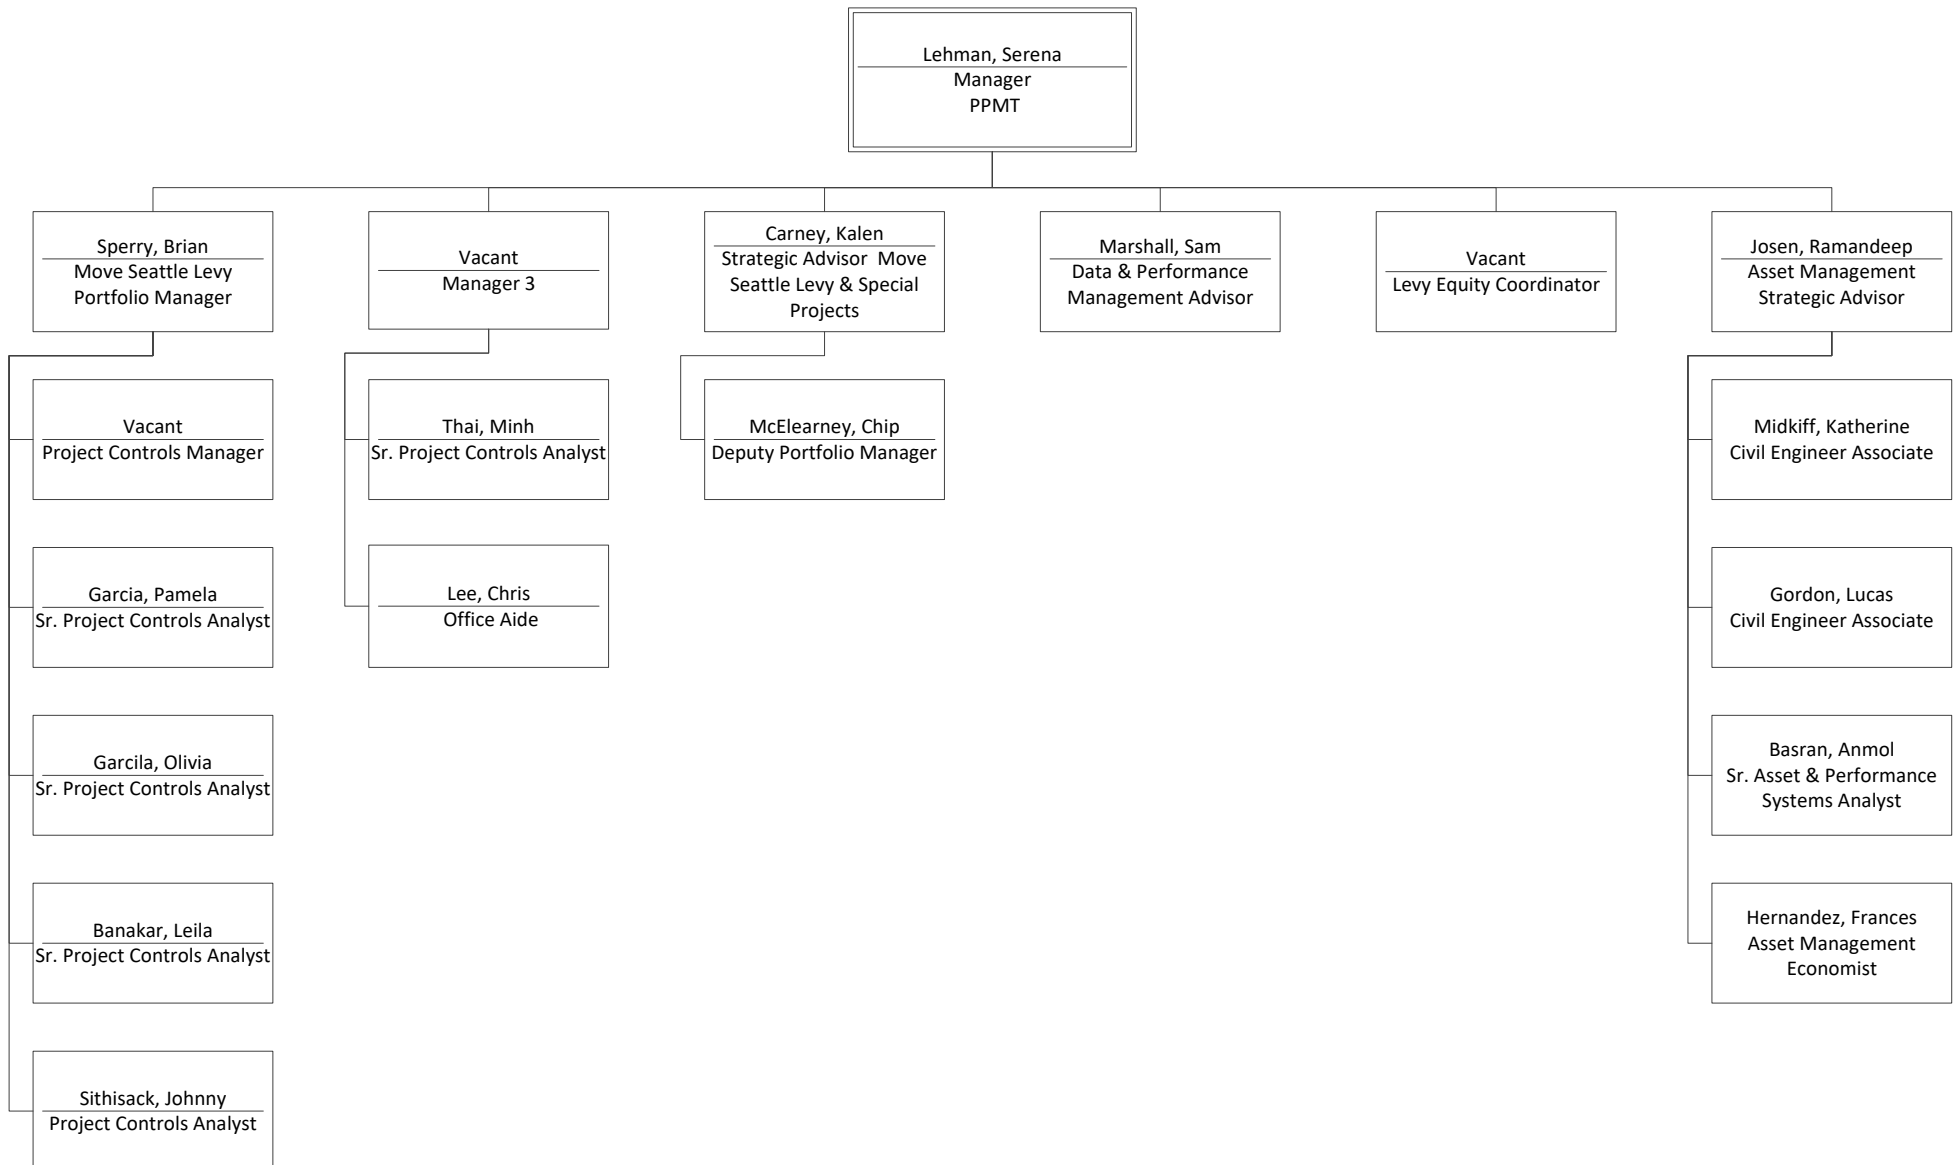 Lehman, Serena
Manager
PPMT
Sperry, Brian
Move Seattle Levy
Portfolio Manager
Vacant
Manager 3
Carney, Kalen
Strategic Advisor  Move
Seattle Levy & Special
Projects
Marshall, Sam
Data & Performance
Management Advisor
Vacant
Levy Equity Coordinator
Josen, Ramandeep
Asset Management
Strategic Advisor
Vacant
Project Controls Manager
Thai, Minh
Sr. Project Controls Analyst
McElearney, Chip
Deputy Portfolio Manager
Midkiff, Katherine
Civil Engineer Associate
Garcia, Pamela
Sr. Project Controls Analyst
Lee, Chris
Office Aide
Gordon, Lucas
Civil Engineer Associate
Garcila, Olivia
Sr. Project Controls Analyst
Basran, Anmol
Sr. Asset & Performance
Systems Analyst
Banakar, Leila
Sr. Project Controls Analyst
Hernandez, Frances
Asset Management
Economist
Sithisack, Johnny
Project Controls Analyst